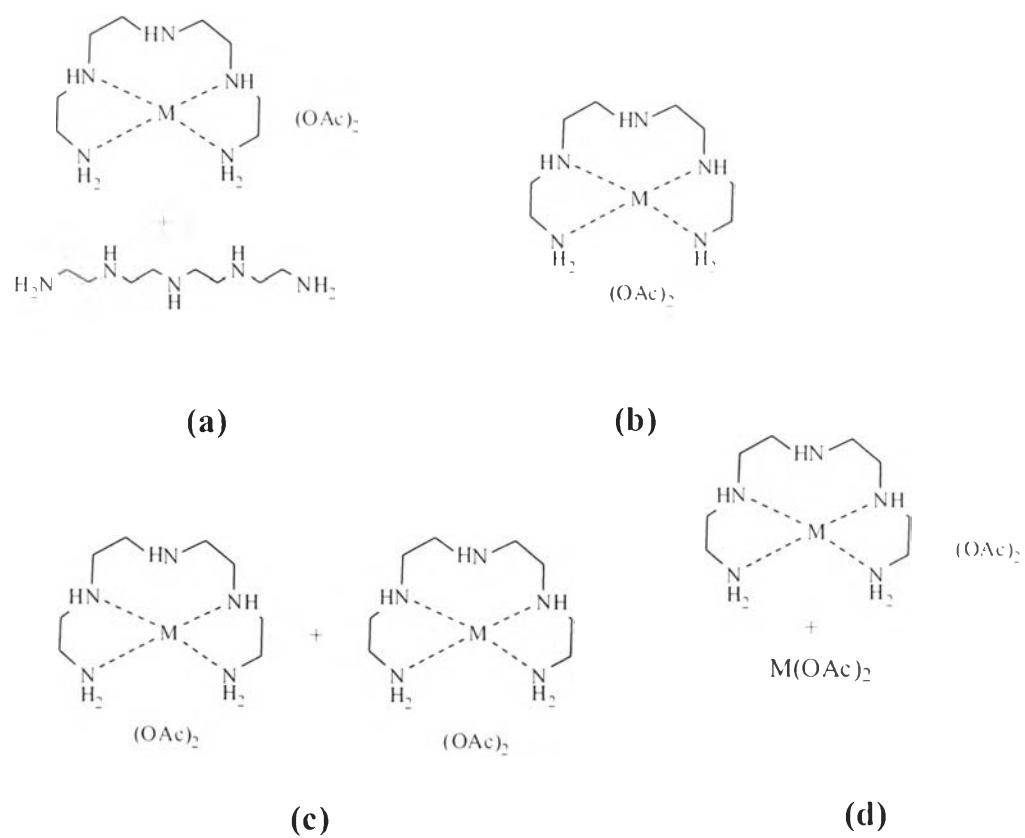 HN
HN NH
M (OAc)₂
N N
H₂ H₂
+
H H
H₂N N N N NH₂
H
(a)
HN
HN NH
M
N N
H₂ H₂
(OAc)₂
(b)
HN
HN NH
M
N N
H₂ H₂
(OAc)₂
+
HN
HN NH
M
N N
H₂ H₂
(OAc)₂
(c)
HN
HN NH
M
(OAc)₂
N N
H₂ H₂
+
M(OAc)₂
(d)